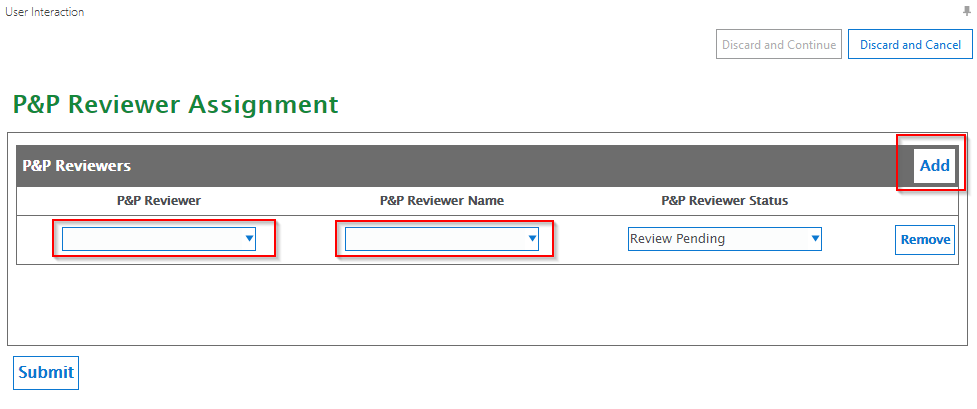 User Interaction
Discard and Continue Discard and Cancel
P&P Reviewer Assignment
P&P Reviewers Add
P&P Reviewer P&P Reviewer Name P&P Reviewer Status
Review Pending Remove
Submit